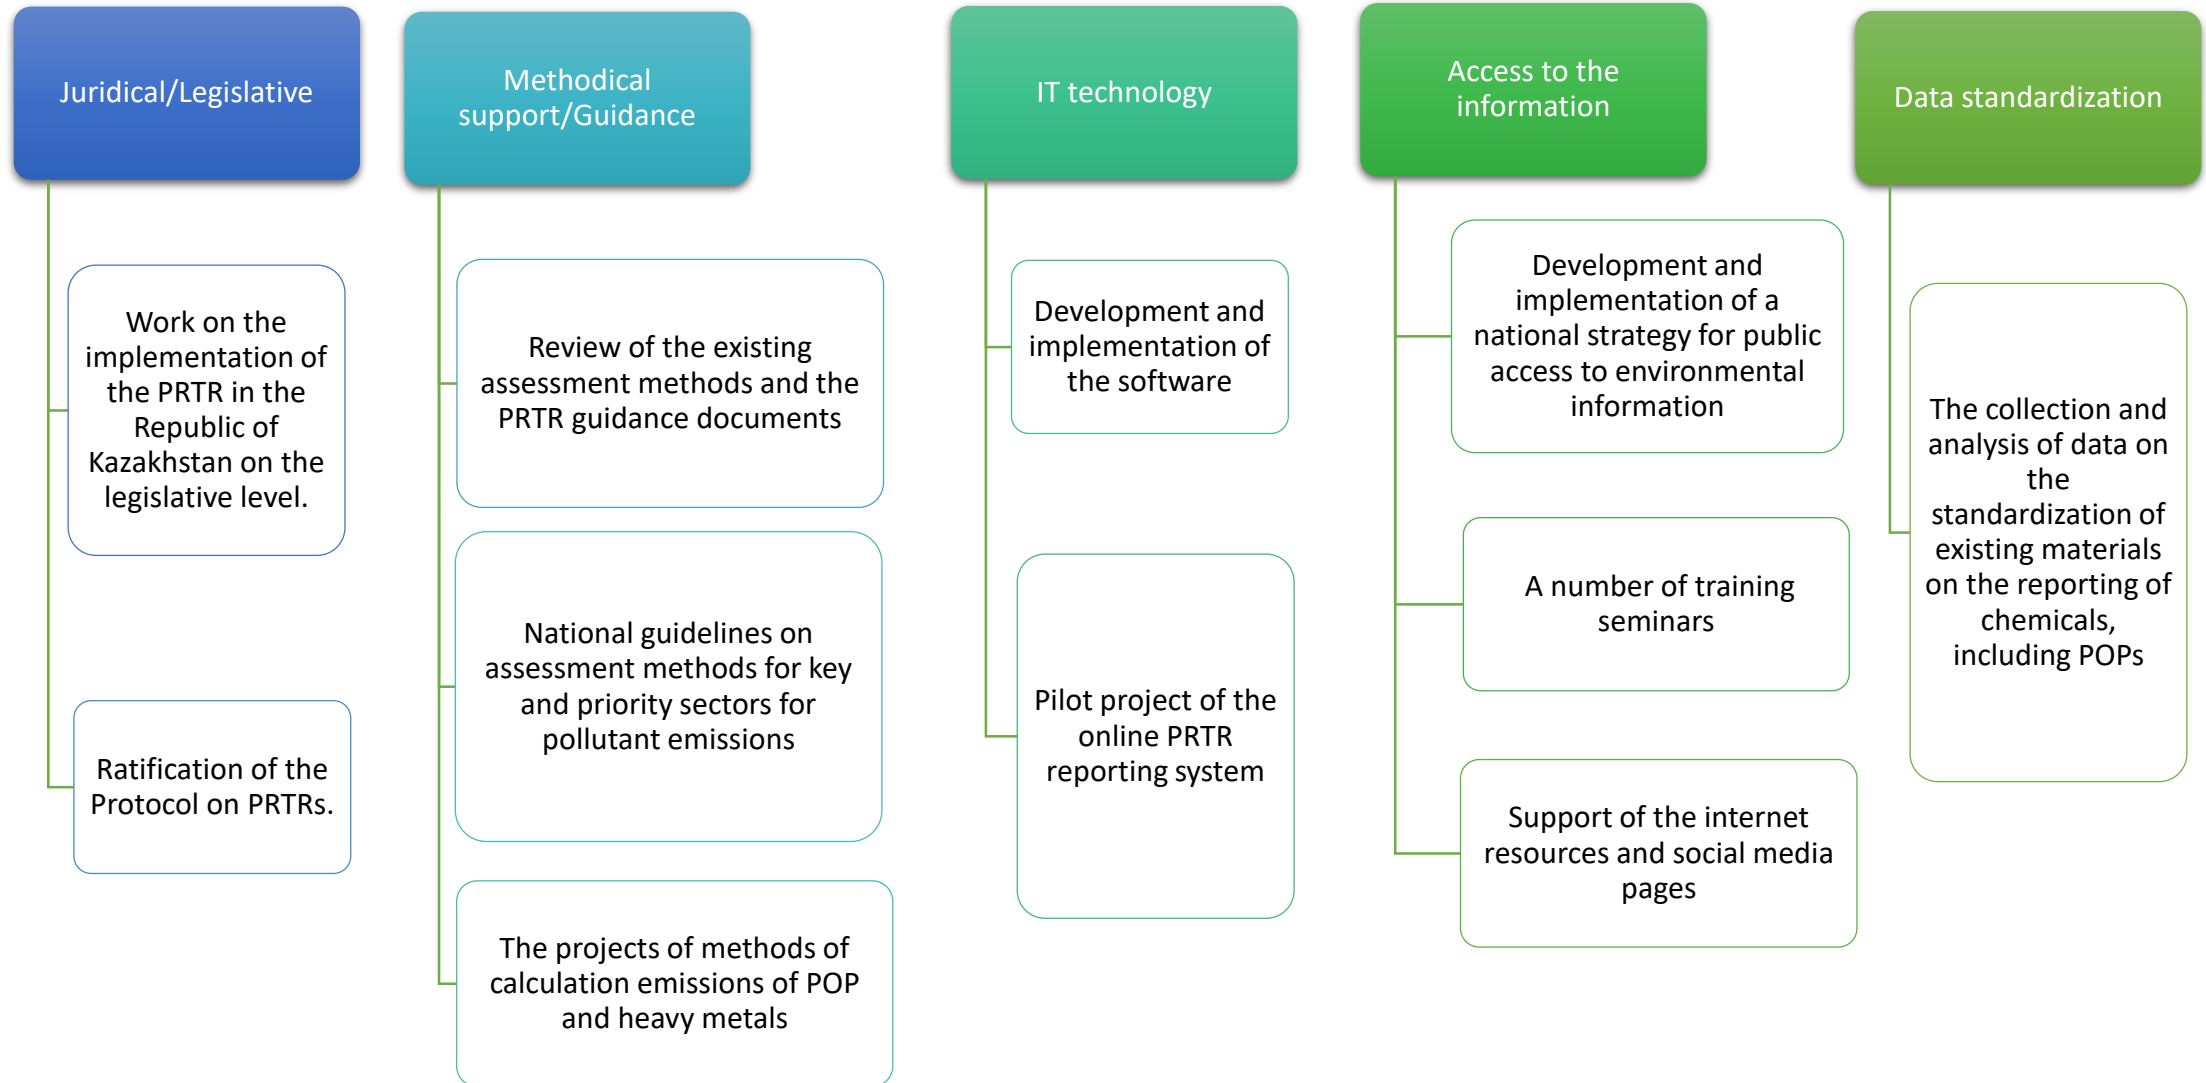 Juridical/Legislative
Work on the
implementation of
the PRTR in the
Republic of
Kazakhstan on the
legislative level.
Ratification of the
Protocol on PRTRs.
Methodical
support/Guidance
Review of the existing
assessment methods and the
PRTR guidance documents
National guidelines on
assessment methods for key
and priority sectors for
pollutant emissions
The projects of methods of
calculation emissions of POP
and heavy metals
IT technology
Development and
implementation of
the software
Pilot project of the
online PRTR
reporting system
Access to the
information
Development and
implementation of a
national strategy for public
access to environmental
information
A number of training
seminars
Support of the internet
resources and social media
pages
Data standardization
The collection and
analysis of data on
the
standardization of
existing materials
on the reporting of
chemicals,
including POPs